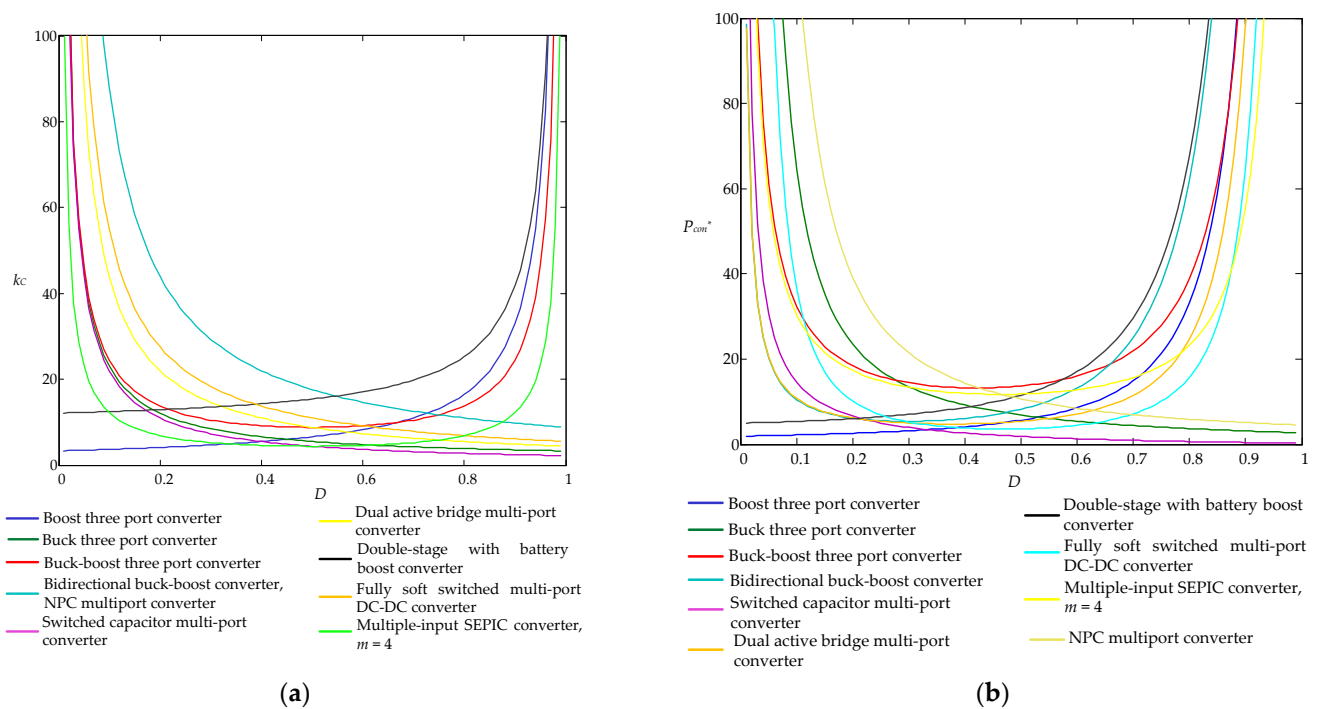 100
80
60
kC
40
20
0
0
0.2
0.4
0.6
0.8
1
D
Boost three port converter
Buck three port converter
Buck-boost three port converter
Bidirectional buck-boost converter,
NPC multiport converter
Switched capacitor multi-port
converter
Dual active bridge multi-port
converter
Double-stage with battery
boost converter
Fully soft switched multi-port
DC-DC converter
Multiple-input SEPIC converter,
m = 4
(a)
100
80
60
Pcon*
40
20
0
0
0.1
0.2
0.3
0.4
0.5
0.6
0.7
0.8
0.9
1
D
Boost three port converter
Buck three port converter
Buck-boost three port converter
Bidirectional buck-boost converter
Switched capacitor multi-port
converter
Dual active bridge multi-port
converter
Double-stage with battery boost
converter
Fully soft switched multi-port
DC-DC converter
Multiple-input SEPIC converter,
m = 4
NPC multiport converter
(b)